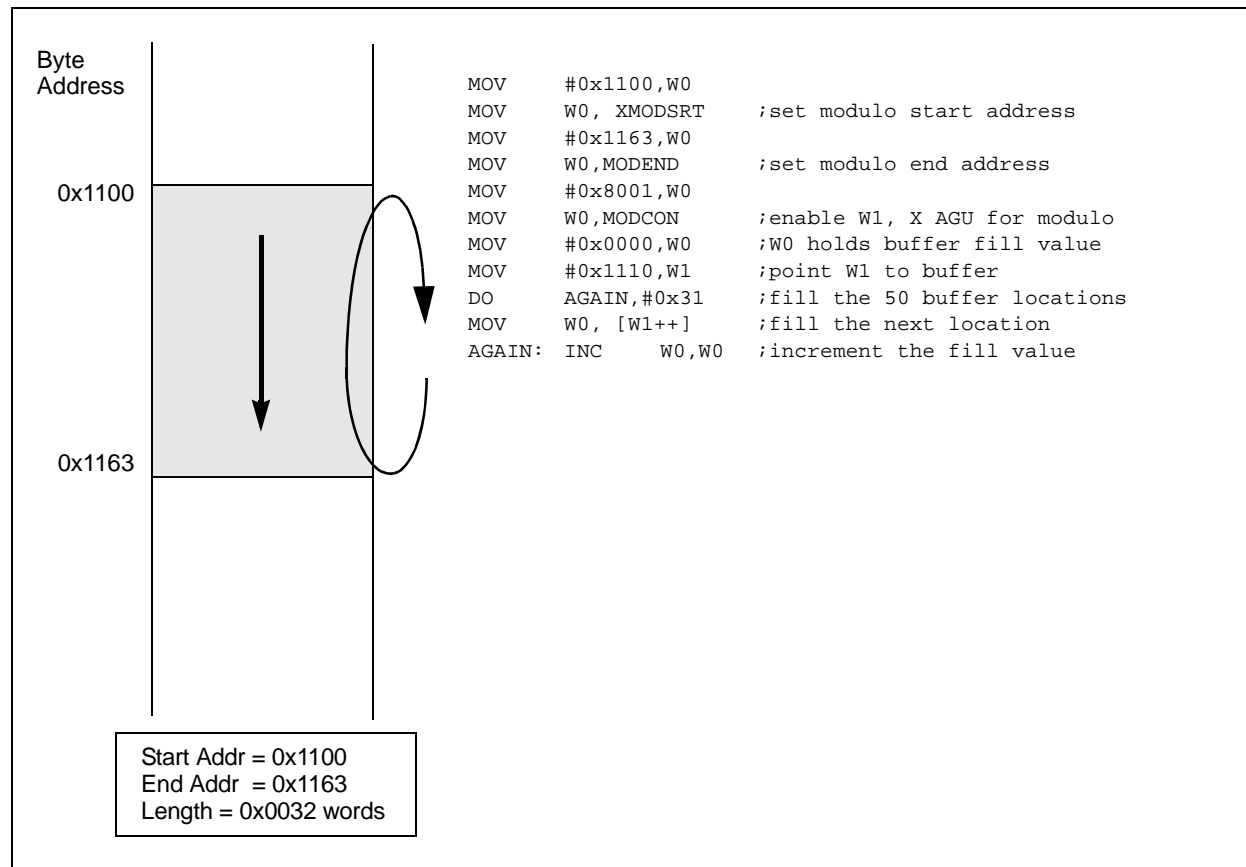 Byte
Address
0x1100
0x1163
MOV #0x1100,W0
MOV W0, XMODSRT ;set modulo start address
MOV #0x1163,W0
MOV W0,MODEND ;set modulo end address
MOV #0x8001,W0
MOV W0,MODCON ;enable W1, X AGU for modulo
MOV #0x0000,W0 ;W0 holds buffer fill value
MOV #0x1110,W1 ;point W1 to buffer
DO AGAIN,#0x31 ;fill the 50 buffer locations
MOV W0, [W1++] ;fill the next location
AGAIN: INC W0,W0 ;increment the fill value
Start Addr = 0x1100
End Addr = 0x1163
Length = 0x0032 words